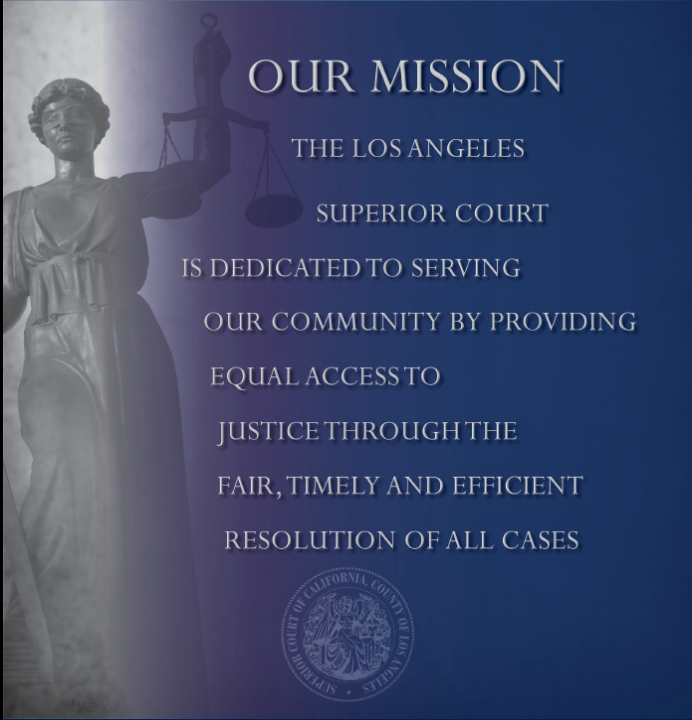 OUR MISSION
THE LOS ANGELES
SUPERIOR COURT
IS DEDICATED TO SERVING
OUR COMMUNITY BY PROVIDING
EQUAL ACCESS TO
JUSTICE THROUGH THE
FAIR, TIMELY AND EFFICIENT
RESOLUTION OF ALL CASES
SUPERIOR COURT OF CALIFORNIA, COUNTY OF LOS ANGELES